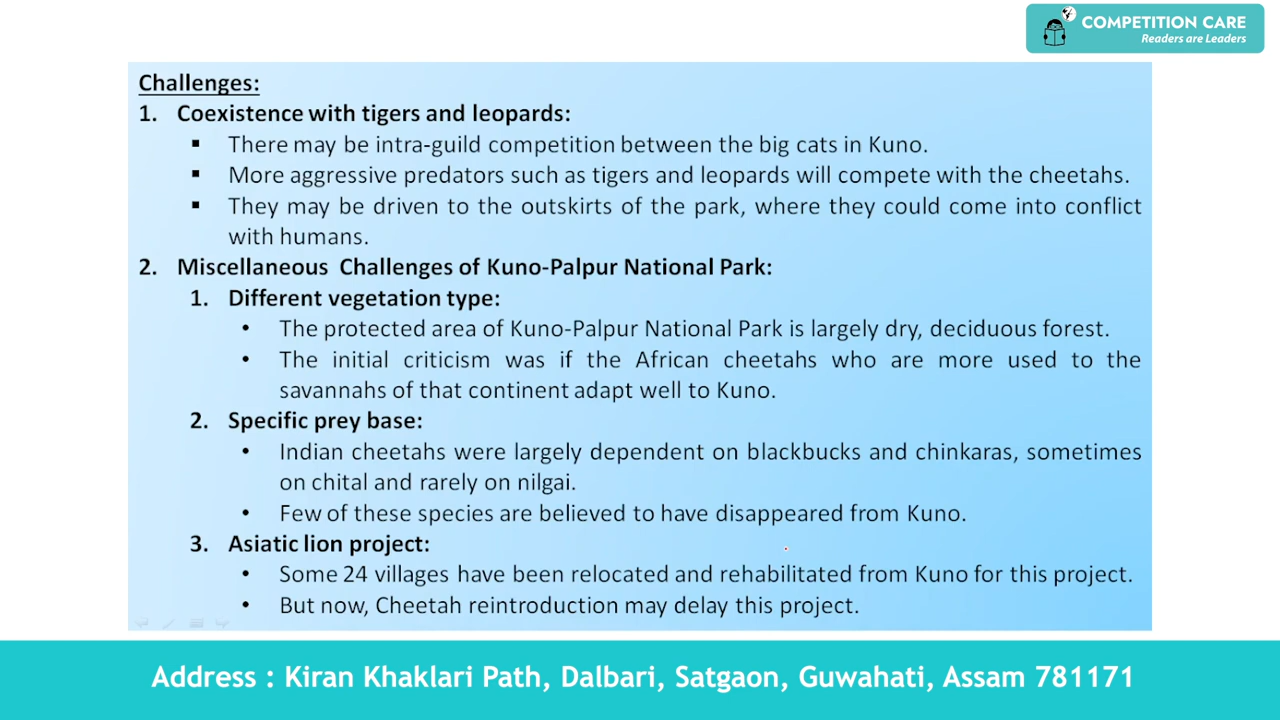 COMPETITION CARE
Readers are Leaders
Challenges:
1. Coexistence with tigers and leopards:
▪ There may be intra-guild competition between the big cats in Kuno.
▪ More aggressive predators such as tigers and leopards will compete with the cheetahs.
▪ They may be driven to the outskirts of the park, where they could come into conflict
with humans.
2. Miscellaneous Challenges of Kuno-Palpur National Park:
1. Different vegetation type:
• The protected area of Kuno-Palpur National Park is largely dry, deciduous forest.
• The initial criticism was if the African cheetahs who are more used to the
savannahs of that continent adapt well to Kuno.
2. Specific prey base:
• Indian cheetahs were largely dependent on blackbucks and chinkaras, sometimes
on chital and rarely on nilgai.
• Few of these species are believed to have disappeared from Kuno.
3. Asiatic lion project:
• Some 24 villages have been relocated and rehabilitated from Kuno for this project.
• But now, Cheetah reintroduction may delay this project.
Address : Kiran Khaklari Path, Dalbari, Satgaon, Guwahati, Assam 781171